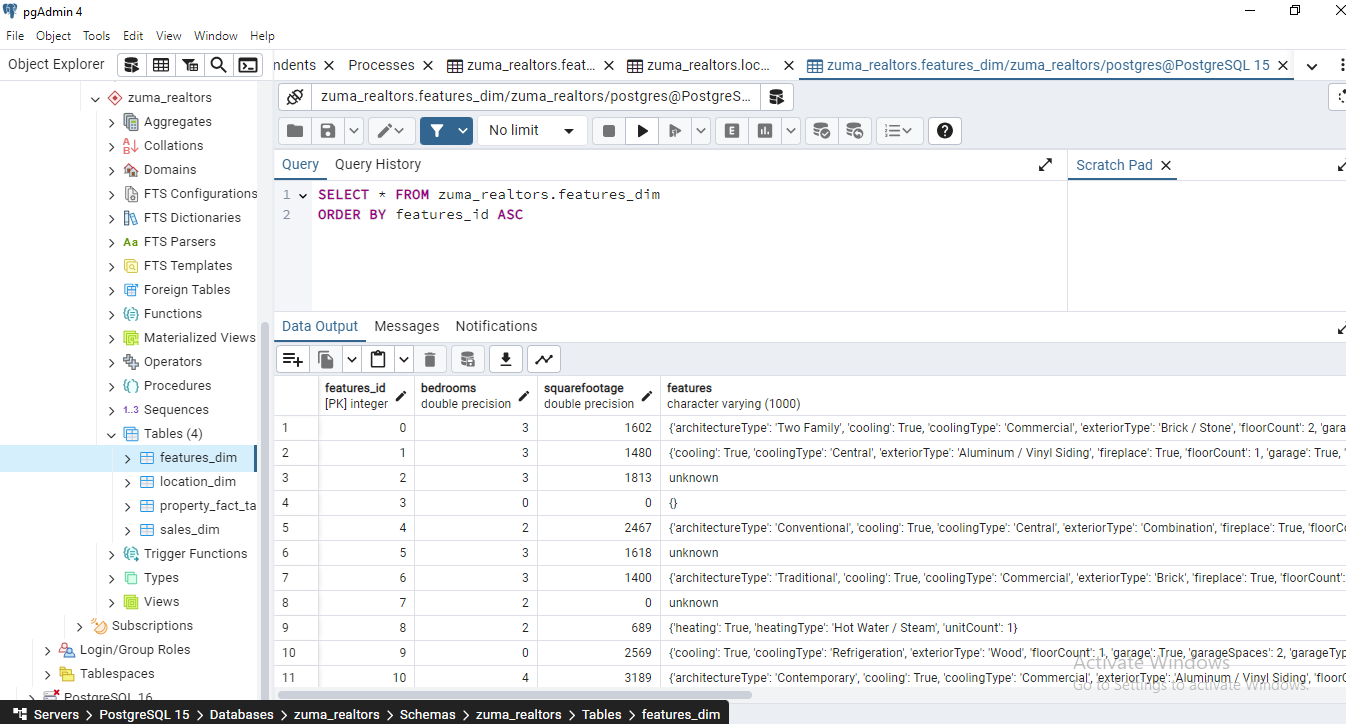 pgAdmin 4
File Object Tools Edit View Window Help
Object Explorer
ndents Processes zuma_realtors.feat... zuma_realtors.loc... zuma_realtors.features_dim/zuma_realtors/postgres@PostgreSQL 15
zuma_realtors
Aggregates
Collations
Domains
FTS Configurations
FTS Dictionaries
Aa FTS Parsers
FTS Templates
Foreign Tables
Functions
Materialized Views
Operators
Procedures
1..3 Sequences
Tables (4)
features_dim
location_dim
property_fact_ta
sales_dim
Trigger Functions
Types
Views
Subscriptions
Login/Group Roles
Tablespaces
PostgreSQL 16
zuma_realtors.features_dim/zuma_realtors/postgres@PostgreS...
No limit
E
Query Query History
Scratch Pad
1 SELECT * FROM zuma_realtors.features_dim
2 ORDER BY features_id ASC
Data Output Messages Notifications
features_id bedrooms squarefootage features
[PK] integer double precision double precision character varying (1000)
1 0 3 1602 {'architectureType': 'Two Family', 'cooling': True, 'coolingType': 'Commercial', 'exteriorType': 'Brick / Stone', 'floorCount': 2, 'gara
2 1 3 1480 {'cooling': True, 'coolingType': 'Central', 'exteriorType': 'Aluminum / Vinyl Siding', 'fireplace': True, 'floorCount': 1, 'garage': True, '
3 2 3 1813 unknown
4 3 0 0 {}
5 4 2 2467 {'architectureType': 'Conventional', 'cooling': True, 'coolingType': 'Central', 'exteriorType': 'Combination', 'fireplace': True, 'floorCo
6 5 3 1618 unknown
7 6 3 1400 {'architectureType': 'Traditional', 'cooling': True, 'coolingType': 'Commercial', 'exteriorType': 'Brick', 'fireplace': True, 'floorCount':
8 7 2 0 unknown
9 8 2 689 {'heating': True, 'heatingType': 'Hot Water / Steam', 'unitCount': 1}
10 9 0 2569 {'cooling': True, 'coolingType': 'Refrigeration', 'exteriorType': 'Wood', 'floorCount': 1, 'garage': True, 'garageSpaces': 2, 'garageTyp
11 10 4 3189 {'architectureType': 'Contemporary', 'cooling': True, 'coolingType': 'Commercial', 'exteriorType': 'Aluminum / Vinyl Siding', 'floorC
Activate Windows
Go to Settings to activate Windows.
Servers > PostgreSQL 15 > Databases > zuma_realtors > Schemas > zuma_realtors > Tables > features_dim